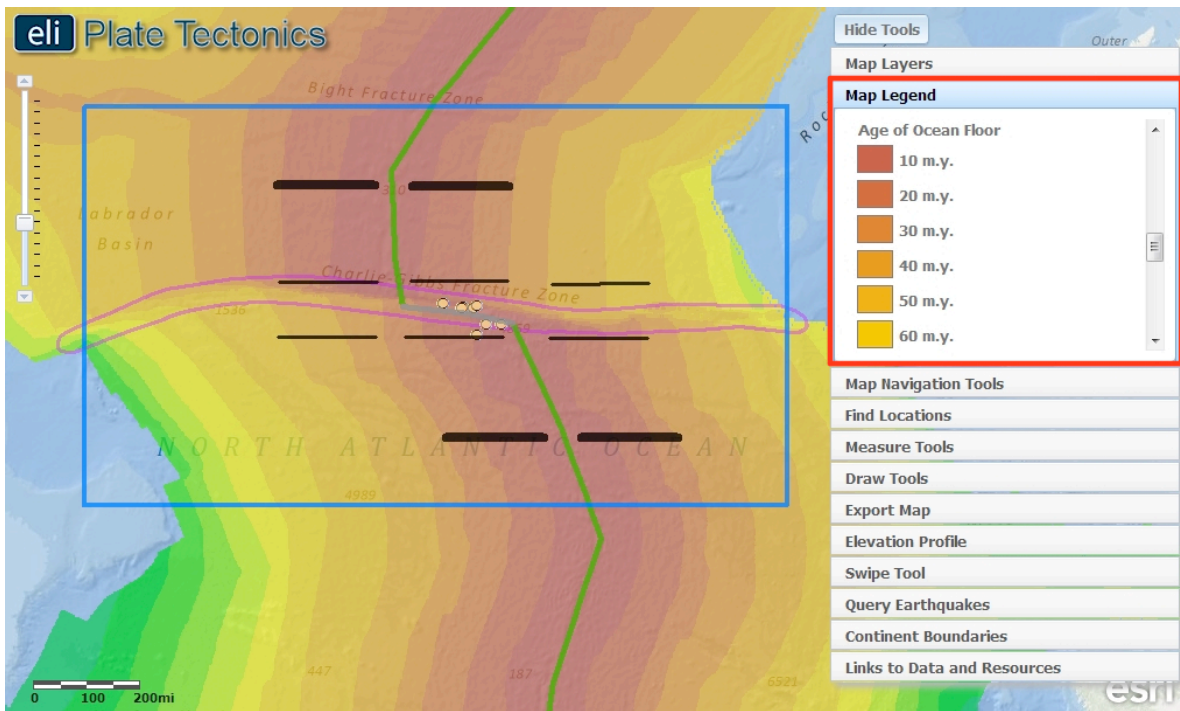 eli Plate Tectonics
Hide Tools
Outer
Map Layers
Map Legend
Bight Fracture Zone
Roc
Age of Ocean Floor
10 m.y.
20 m.y.
30 m.y.
40 m.y.
50 m.y.
60 m.y.
Labrador
Basin
Charlie-Gibbs Fracture Zone
1586
Map Navigation Tools
Find Locations
NORTH ATLANTIC OCEAN
Measure Tools
Draw Tools
4989
Export Map
Elevation Profile
Swipe Tool
Query Earthquakes
Continent Boundaries
Links to Data and Resources
447
187
6521
0 100 200mi
esri